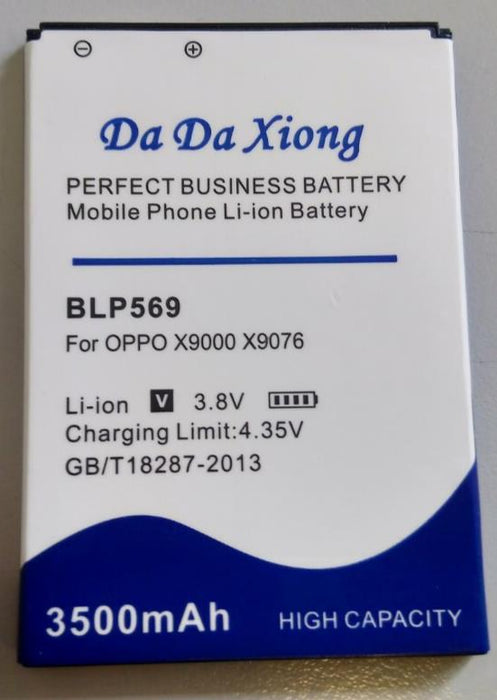 ⊖ ⊕
Da Da Xiong
PERFECT BUSINESS BATTERY
Mobile Phone Li-ion Battery
BLP569
For OPPO X9000 X9076
Li-ion V 3.8V
Charging Limit:4.35V
GB/T18287-2013
3500mAh HIGH CAPACITY